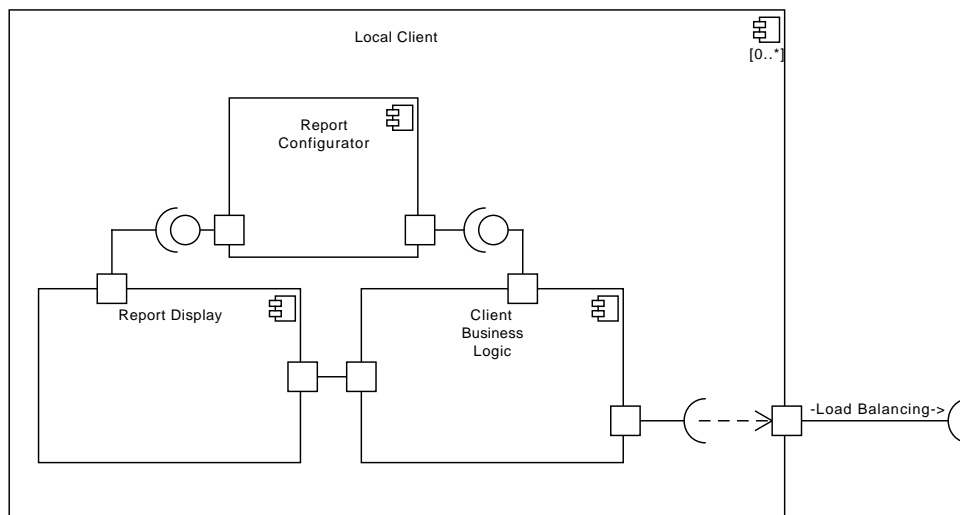 Local Client
[0..*]
Report
Configurator
Report Display
Client
Business
Logic
-Load Balancing->